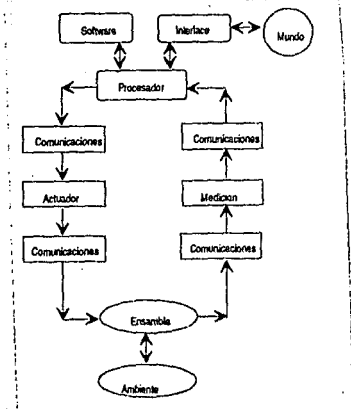 Software
Interface
Mundo
Procesador
Comunicaciones
Comunicaciones
Actuador
Medicion
Comunicaciones
Comunicaciones
Ensamble
Ambiente